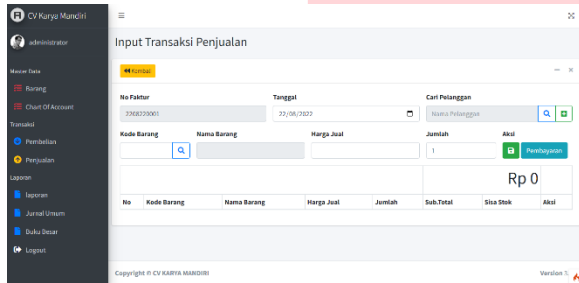 CV Karya Mandiri
administrator
Master Data
Barang
Chart Of Account
Transaksi
Pembelian
Penjualan
Laporan
laporan
Jurnal Umum
Buku Besar
Logout
Input Transaksi Penjualan
Kembali
No Faktur Tanggal Cari Pelanggan
2208220001 22/08/2022 Nama Pelanggan
Kode Barang Nama Barang Harga Jual Jumlah Aksi
1 Pembayaran
Rp 0
No Kode Barang Nama Barang Harga Jual Jumlah Sub.Total Sisa Stok Aksi
Copyright © CV KARYA MANDIRI Version